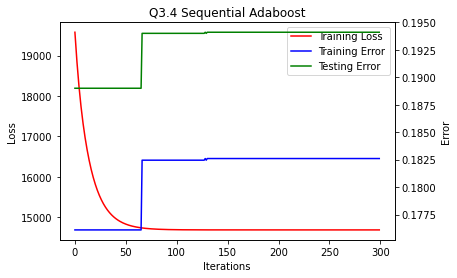 Q3.4 Sequential Adaboost
Training Loss
Training Error
Testing Error
Loss
19000
18000
17000
16000
15000
0.1950
0.1925
0.1900
0.1875
0.1850
0.1825
0.1800
0.1775
Error
0 50 100 150 200 250 300
Iterations